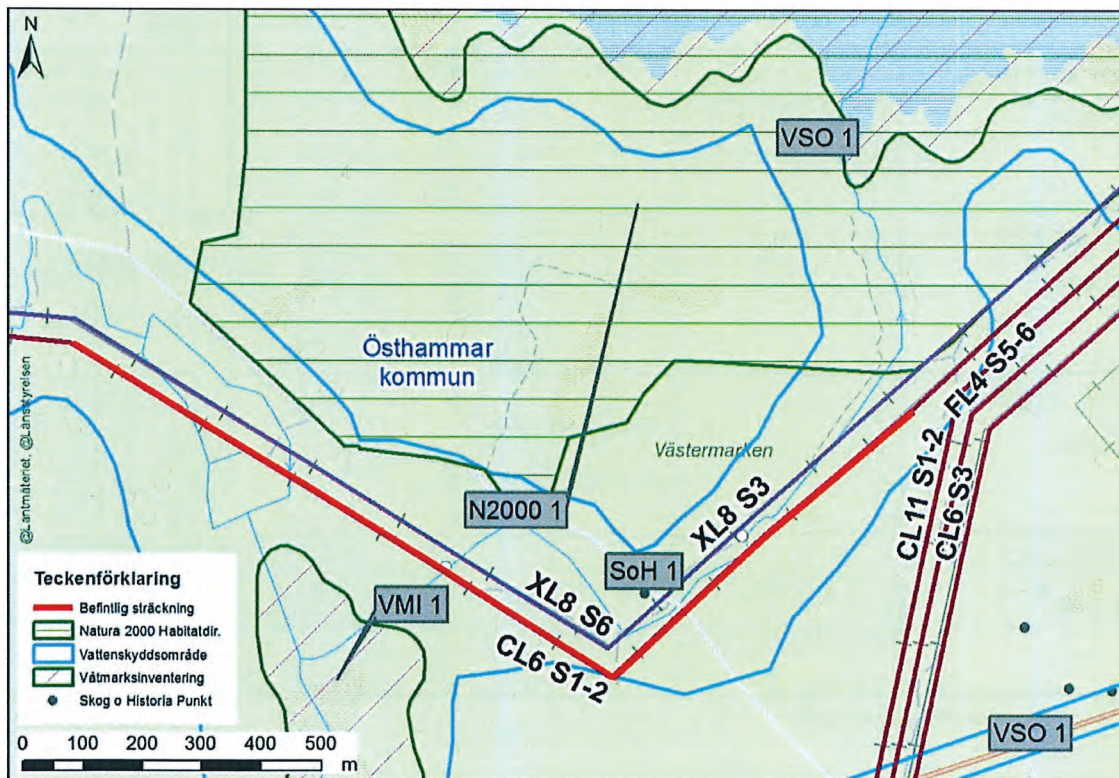 N
VSO 1
Östhammar
kommun
Västermarken
N2000 1
SoH 1
XL8 S3
CL11 S1-2
FL4 S5-6
CL6 S3
XL8 S6
CL6 S1-2
VMI 1
VSO 1
@Lantmäteriet, @Länsstyrelsen
Teckenförklaring
Befintlig sträckning
Natura 2000 Habitatdir.
Vattenskyddsområde
Våtmarksinventering
Skog o Historia Punkt
0 100 200 300 400 500
m